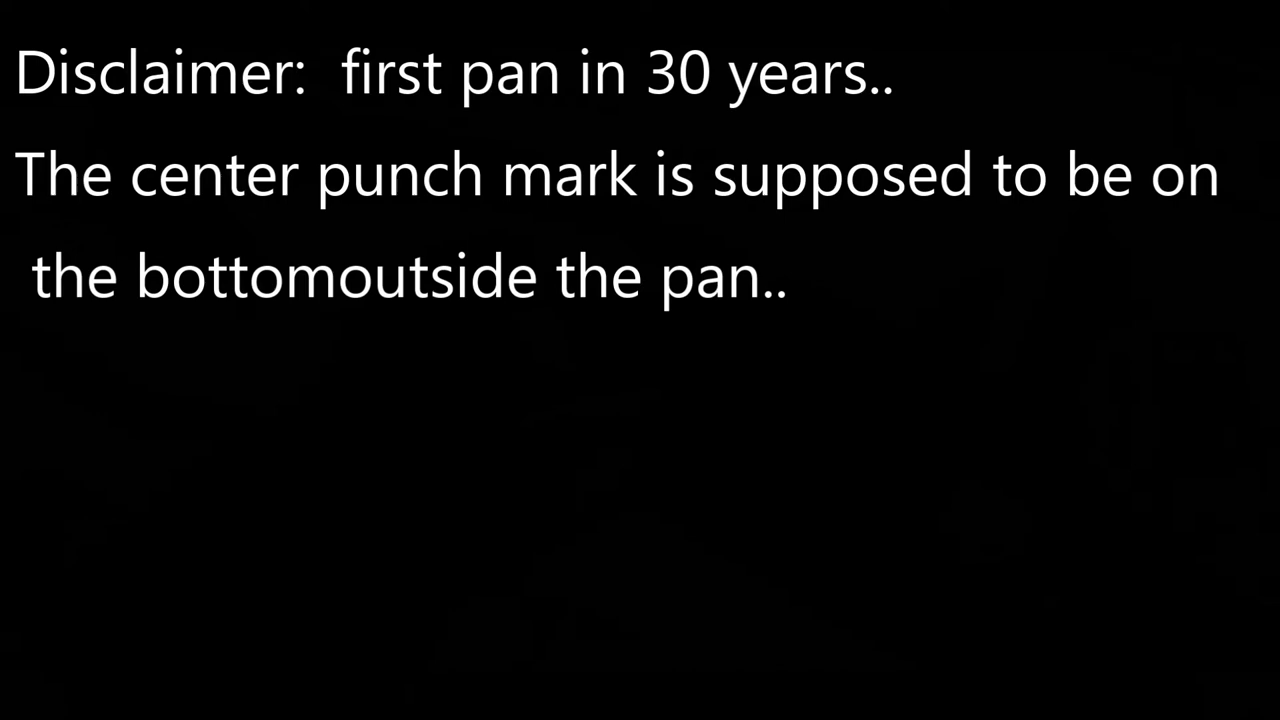 Disclaimer:  first pan in 30 years..
The center punch mark is supposed to be on
the bottomoutside the pan..